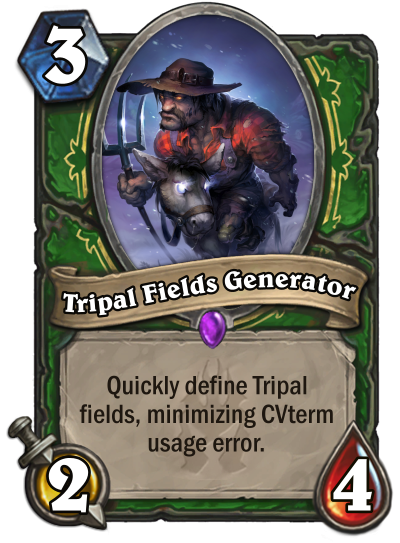 3
Tripal Fields Generator
Quickly define Tripal
fields, minimizing CVterm
usage error.
2
4